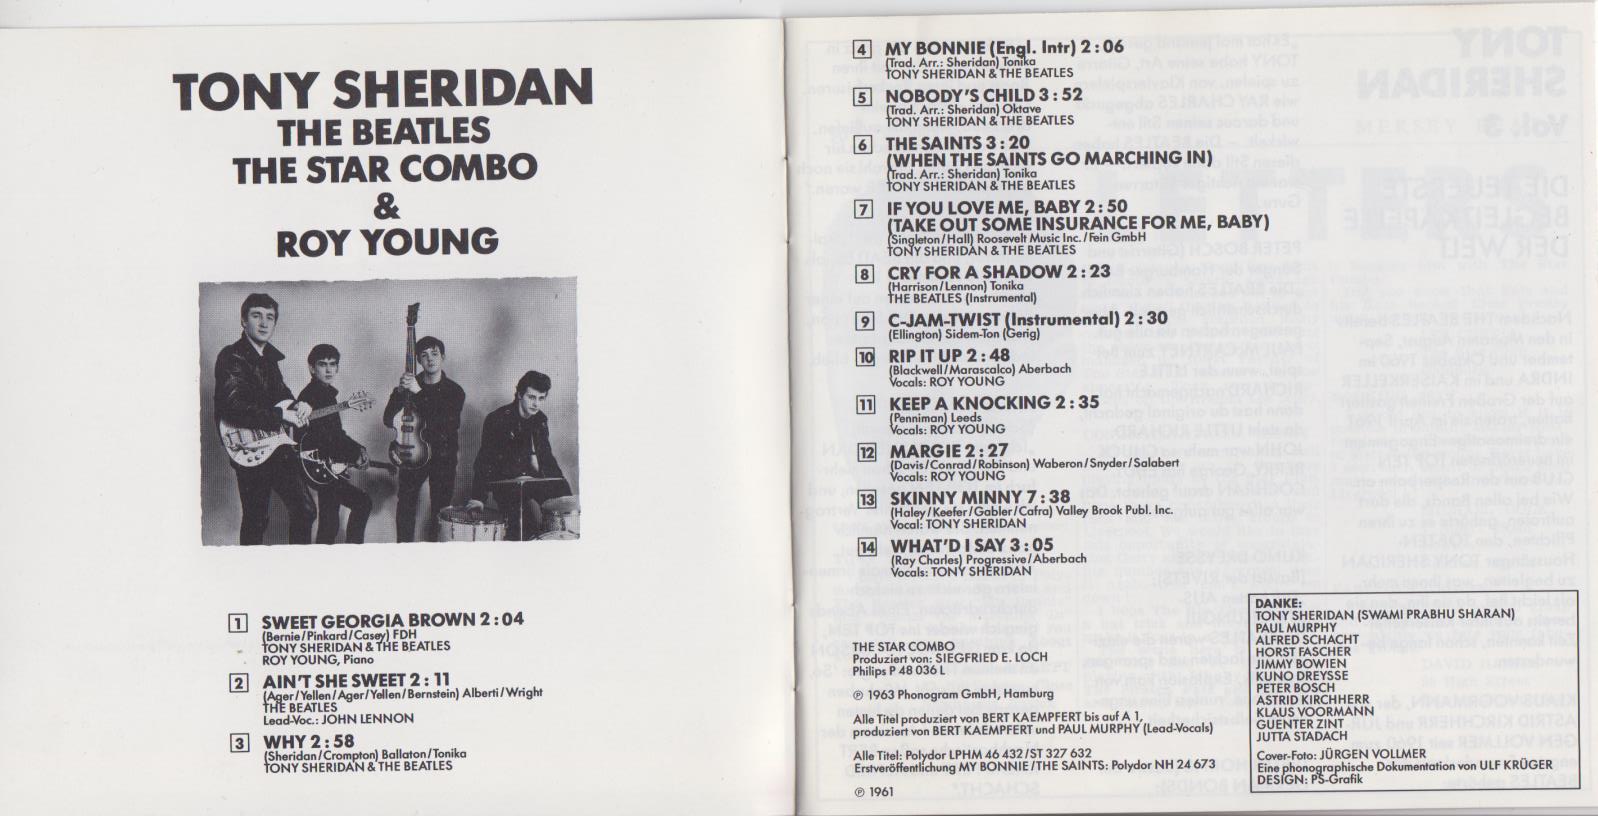 TONY SHERIDAN
THE BEATLES
THE STAR COMBO
&
ROY YOUNG
1 SWEET GEORGIA BROWN 2:04
(Bernie/Pinkard/Casey) FDH
TONY SHERIDAN & THE BEATLES
ROY YOUNG, Piano
2 AIN'T SHE SWEET 2:11
(Ager/Yellen/Ager/Yellen/Bernstein) Alberti/Wright
THE BEATLES
Lead-Voc.: JOHN LENNON
3 WHY 2:58
(Sheridan/Crompton) Ballaton/Tonika
TONY SHERIDAN & THE BEATLES
4 MY BONNIE (Engl. Intr) 2:06
(Trad. Arr.: Sheridan) Tonika
TONY SHERIDAN & THE BEATLES
5 NOBODY'S CHILD 3:52
(Trad. Arr.: Sheridan) Oktave
TONY SHERIDAN & THE BEATLES
6 THE SAINTS 3:20
(WHEN THE SAINTS GO MARCHING IN)
(Trad. Arr.: Sheridan) Tonika
TONY SHERIDAN & THE BEATLES
7 IF YOU LOVE ME, BABY 2:50
(TAKE OUT SOME INSURANCE FOR ME, BABY)
(Singleton/Hall) Roosevelt Music Inc./Fein GmbH
TONY SHERIDAN & THE BEATLES
8 CRY FOR A SHADOW 2:23
(Harrison/Lennon) Tonika
THE BEATLES (Instrumental)
9 C-JAM-TWIST (Instrumental) 2:30
(Ellington) Sidem-Ton (Gerig)
10 RIP IT UP 2:48
(Blackwell/Marascalco) Aberbach
Vocals: ROY YOUNG
11 KEEP A KNOCKING 2:35
(Penniman) Leeds
Vocals: ROY YOUNG
12 MARGIE 2:27
(Davis/Conrad/Robinson) Waberon/Snyder/Salabert
Vocals: ROY YOUNG
13 SKINNY MINNY 7:38
(Haley/Keefer/Gabler/Cafra) Valley Brook Publ. Inc.
Vocal: TONY SHERIDAN
14 WHAT'D I SAY 3:05
(Ray Charles) Progressive/Aberbach
Vocals: TONY SHERIDAN
THE STAR COMBO
Produziert von: SIEGFRIED E. LOCH
Philips P 48 036 L
℗ 1963 Phonogram GmbH, Hamburg
Alle Titel produziert von BERT KAEMPFERT bis auf A 1,
produziert von BERT KAEMPFERT und PAUL MURPHY (Lead-Vocals)
Alle Titel: Polydor LPHM 46 432/ST 327 632
Erstveröffentlichung MY BONNIE/THE SAINTS: Polydor NH 24 673
℗ 1961
DANKE:
TONY SHERIDAN (SWAMI PRABHU SHARAN)
PAUL MURPHY
ALFRED SCHACHT
HORST FASCHER
JIMMY BOWIEN
KUNO DREYSSE
PETER BOSCH
ASTRID KIRCHHERR
KLAUS VOORMANN
GUENTER ZINT
JUTTA STADACH
Cover-Foto: JÜRGEN VOLLMER
Eine phonographische Dokumentation von ULF KRÜGER
DESIGN: PS-Grafik